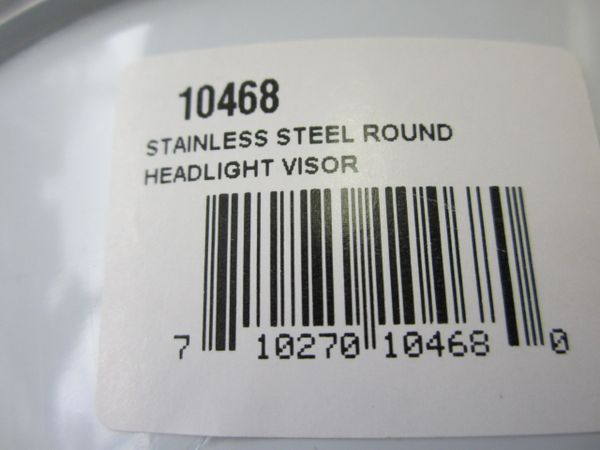 10468
STAINLESS STEEL ROUND
HEADLIGHT VISOR
7 10270 10468 0